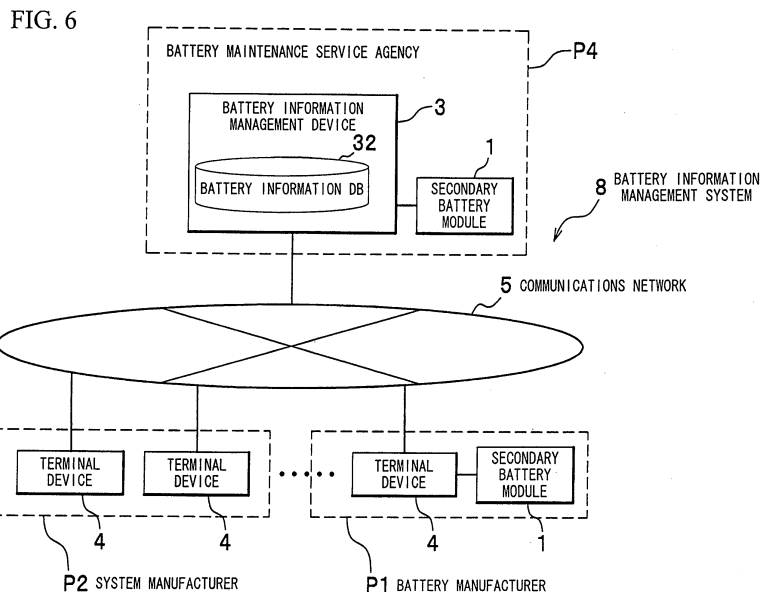 FIG. 6
BATTERY MAINTENANCE SERVICE AGENCY
P4
BATTERY INFORMATION
MANAGEMENT DEVICE
3
32
BATTERY INFORMATION DB
1
SECONDARY
BATTERY
MODULE
8
BATTERY INFORMATION
MANAGEMENT SYSTEM
5 COMMUNICATIONS NETWORK
TERMINAL
DEVICE
4
TERMINAL
DEVICE
4
TERMINAL
DEVICE
4
SECONDARY
BATTERY
MODULE
1
P2 SYSTEM MANUFACTURER
P1 BATTERY MANUFACTURER